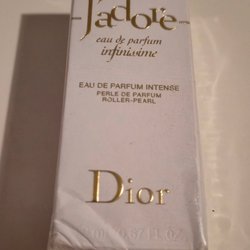 J'adore
eau de parfum
infinissime
EAU DE PARFUM INTENSE
PERLE DE PARFUM
ROLLER-PEARL
Dior